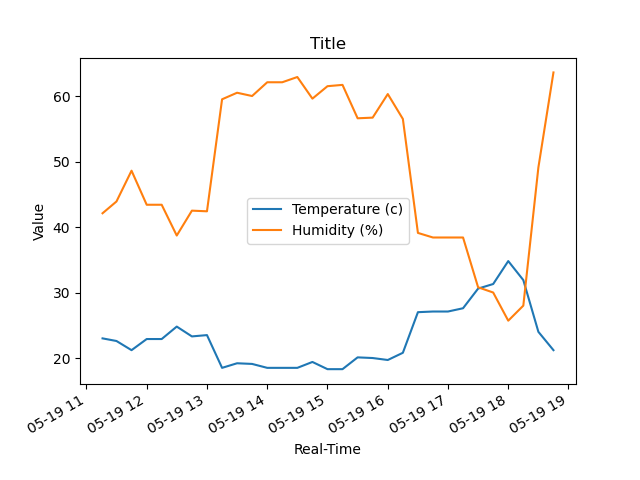 Title
60
50
40
30
20
Value
Temperature (c)
Humidity (%)
05-19 11
05-19 12
05-19 13
05-19 14
05-19 15
05-19 16
05-19 17
05-19 18
05-19 19
Real-Time